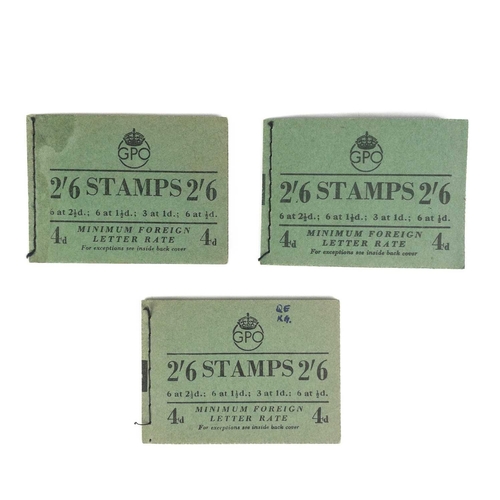 GPO
2/6 STAMPS 2/6
6 at 2½d.; 6 at 1½d.; 3 at 1d.; 6 at ½d.
4d MINIMUM FOREIGN LETTER RATE 4d
For exceptions see inside back cover
GPO
2/6 STAMPS 2/6
6 at 2½d.; 6 at 1½d.; 3 at 1d.; 6 at ½d.
4d MINIMUM FOREIGN LETTER RATE 4d
For exceptions see inside back cover
QE
GPO
2/6 STAMPS 2/6
6 at 2½d.; 6 at 1½d.; 3 at 1d.; 6 at ½d.
4d MINIMUM FOREIGN LETTER RATE 4d
For exceptions see inside back cover